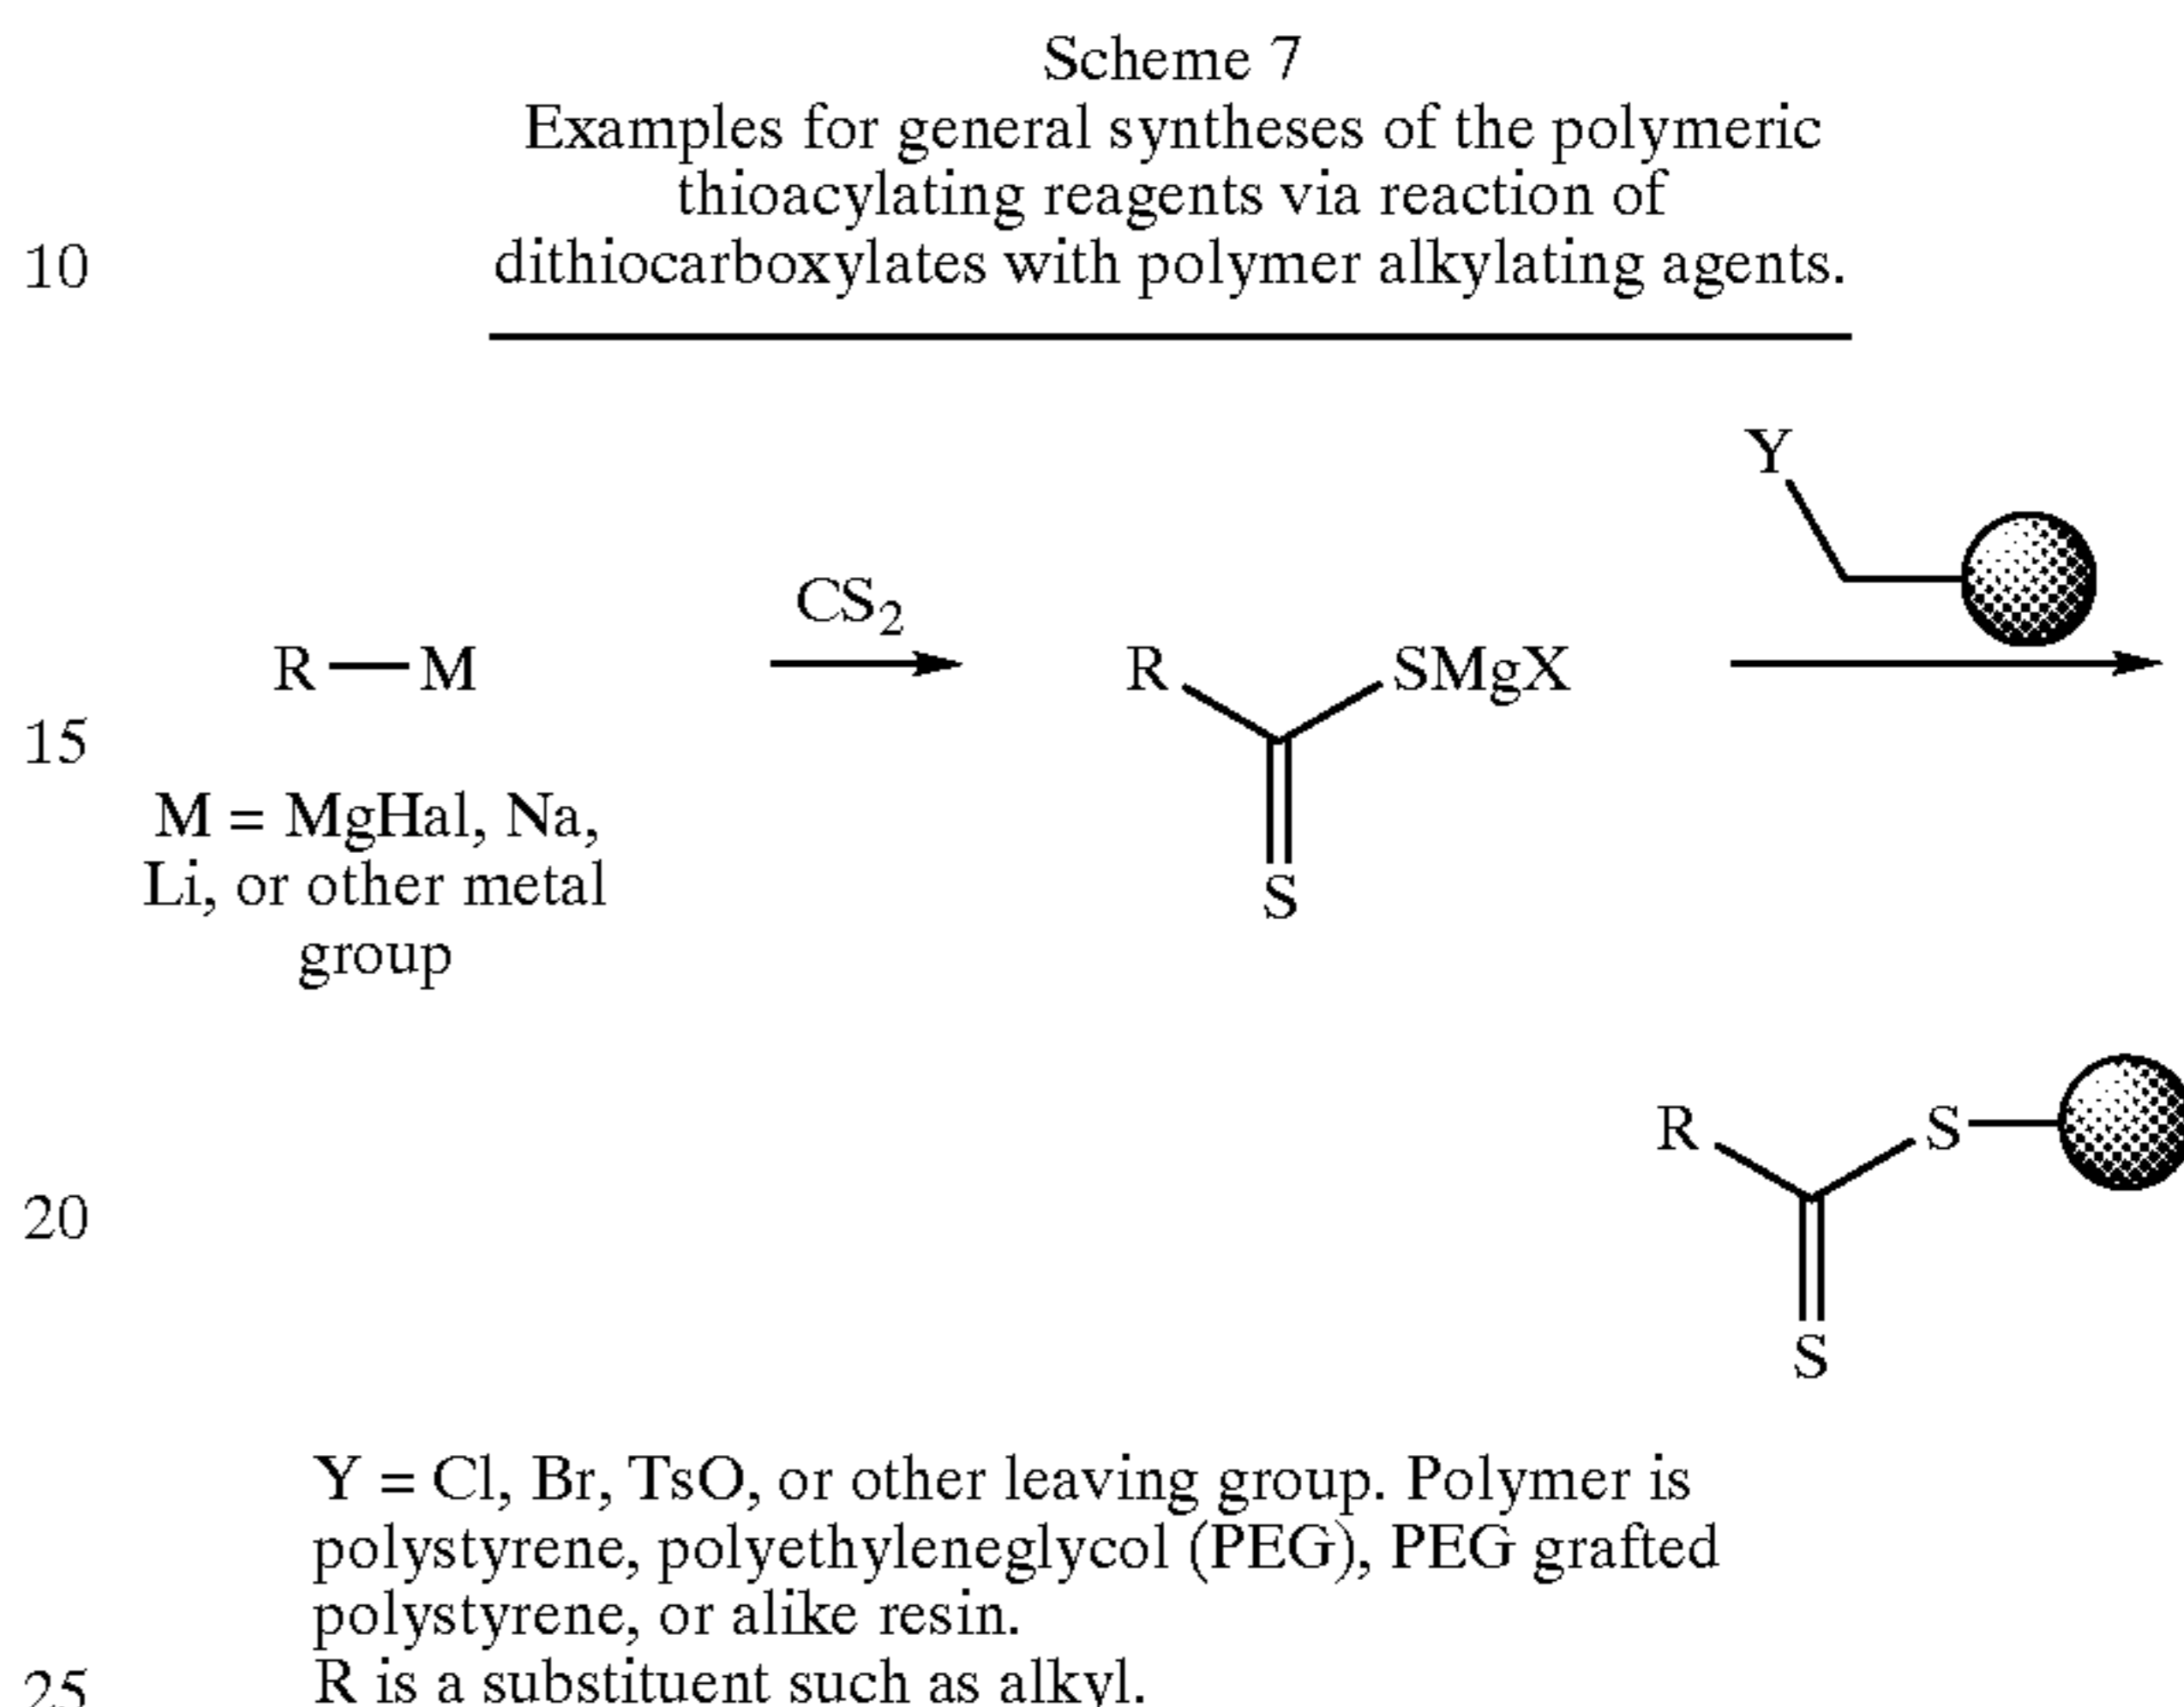 Scheme 7
Examples for general syntheses of the polymeric
thioacylating reagents via reaction of
10
dithiocarboxylates with polymer alkylating agents.
Y
CS2
R
M
R
SMgX
15
S
M = MgHal, Na,
Li, or other metal
group
R
S
20
S
Y = Cl, Br, TsO, or other leaving group. Polymer is
polystyrene, polyethyleneglycol (PEG), PEG grafted
polystyrene, or alike resin.
25
R is a substituent such as alkyl.